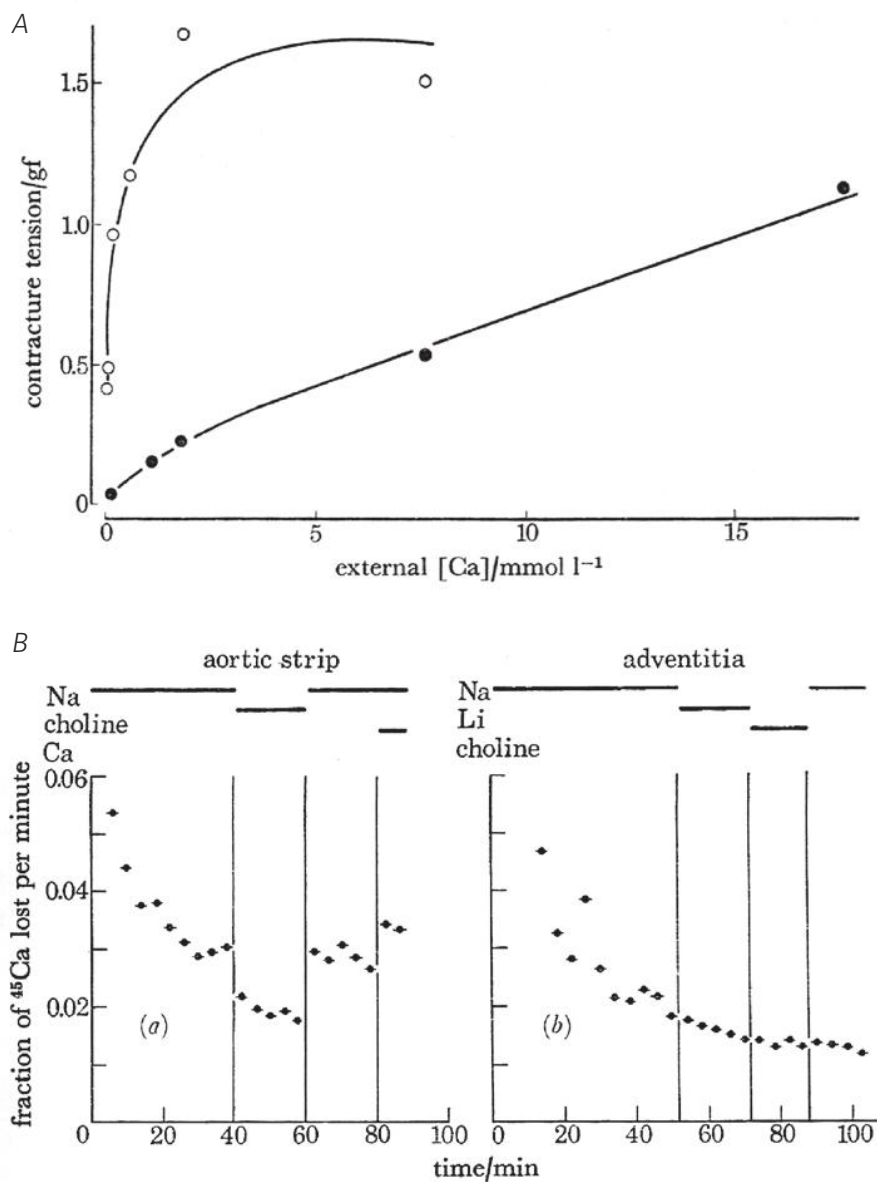 A
contracture tension/gf
1.5
1.0
0.5
0
0
5
10
15
external [Ca]/mmol l⁻¹
B
aortic strip
Na
choline
Ca
adventitia
Na
Li
choline
fraction of ⁴⁵Ca lost per minute
0.06
0.04
0.02
(a)
(b)
0 20 40 60 80 100
0 20 40 60 80 100
time/min